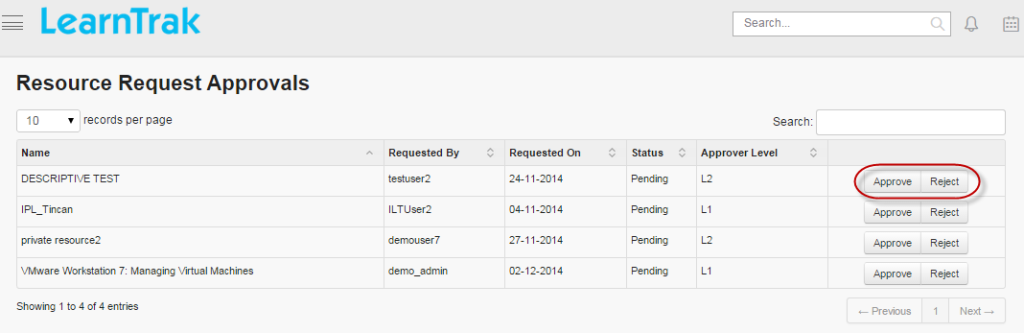 LearnTrak
Search...
Resource Request Approvals
10 records per page
Search:
Name Requested By Requested On Status Approver Level
DESCRIPTIVE TEST testuser2 24-11-2014 Pending L2 Approve Reject
IPL_Tincan ILTUser2 04-11-2014 Pending L1 Approve Reject
private resource2 demouser7 27-11-2014 Pending L2 Approve Reject
VMware Workstation 7: Managing Virtual Machines demo_admin 02-12-2014 Pending L1 Approve Reject
Showing 1 to 4 of 4 entries
← Previous 1 Next →